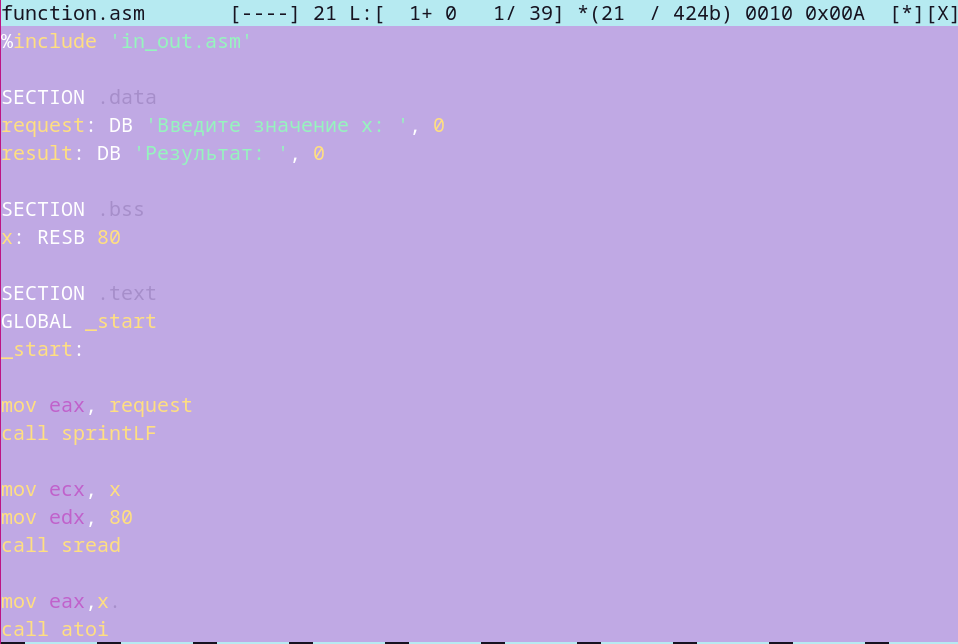 function.asm [----] 21 L:[ 1+ 0 1/ 39] *(21 / 424b) 0010 0x00A [*][X]
%include 'in_out.asm'
SECTION .data
request: DB 'Введите значение x: ', 0
result: DB 'Результат: ', 0
SECTION .bss
x: RESB 80
SECTION .text
GLOBAL _start
_start:
mov eax, request
call sprintLF
mov ecx, x
mov edx, 80
call sread
mov eax,x.
call atoi